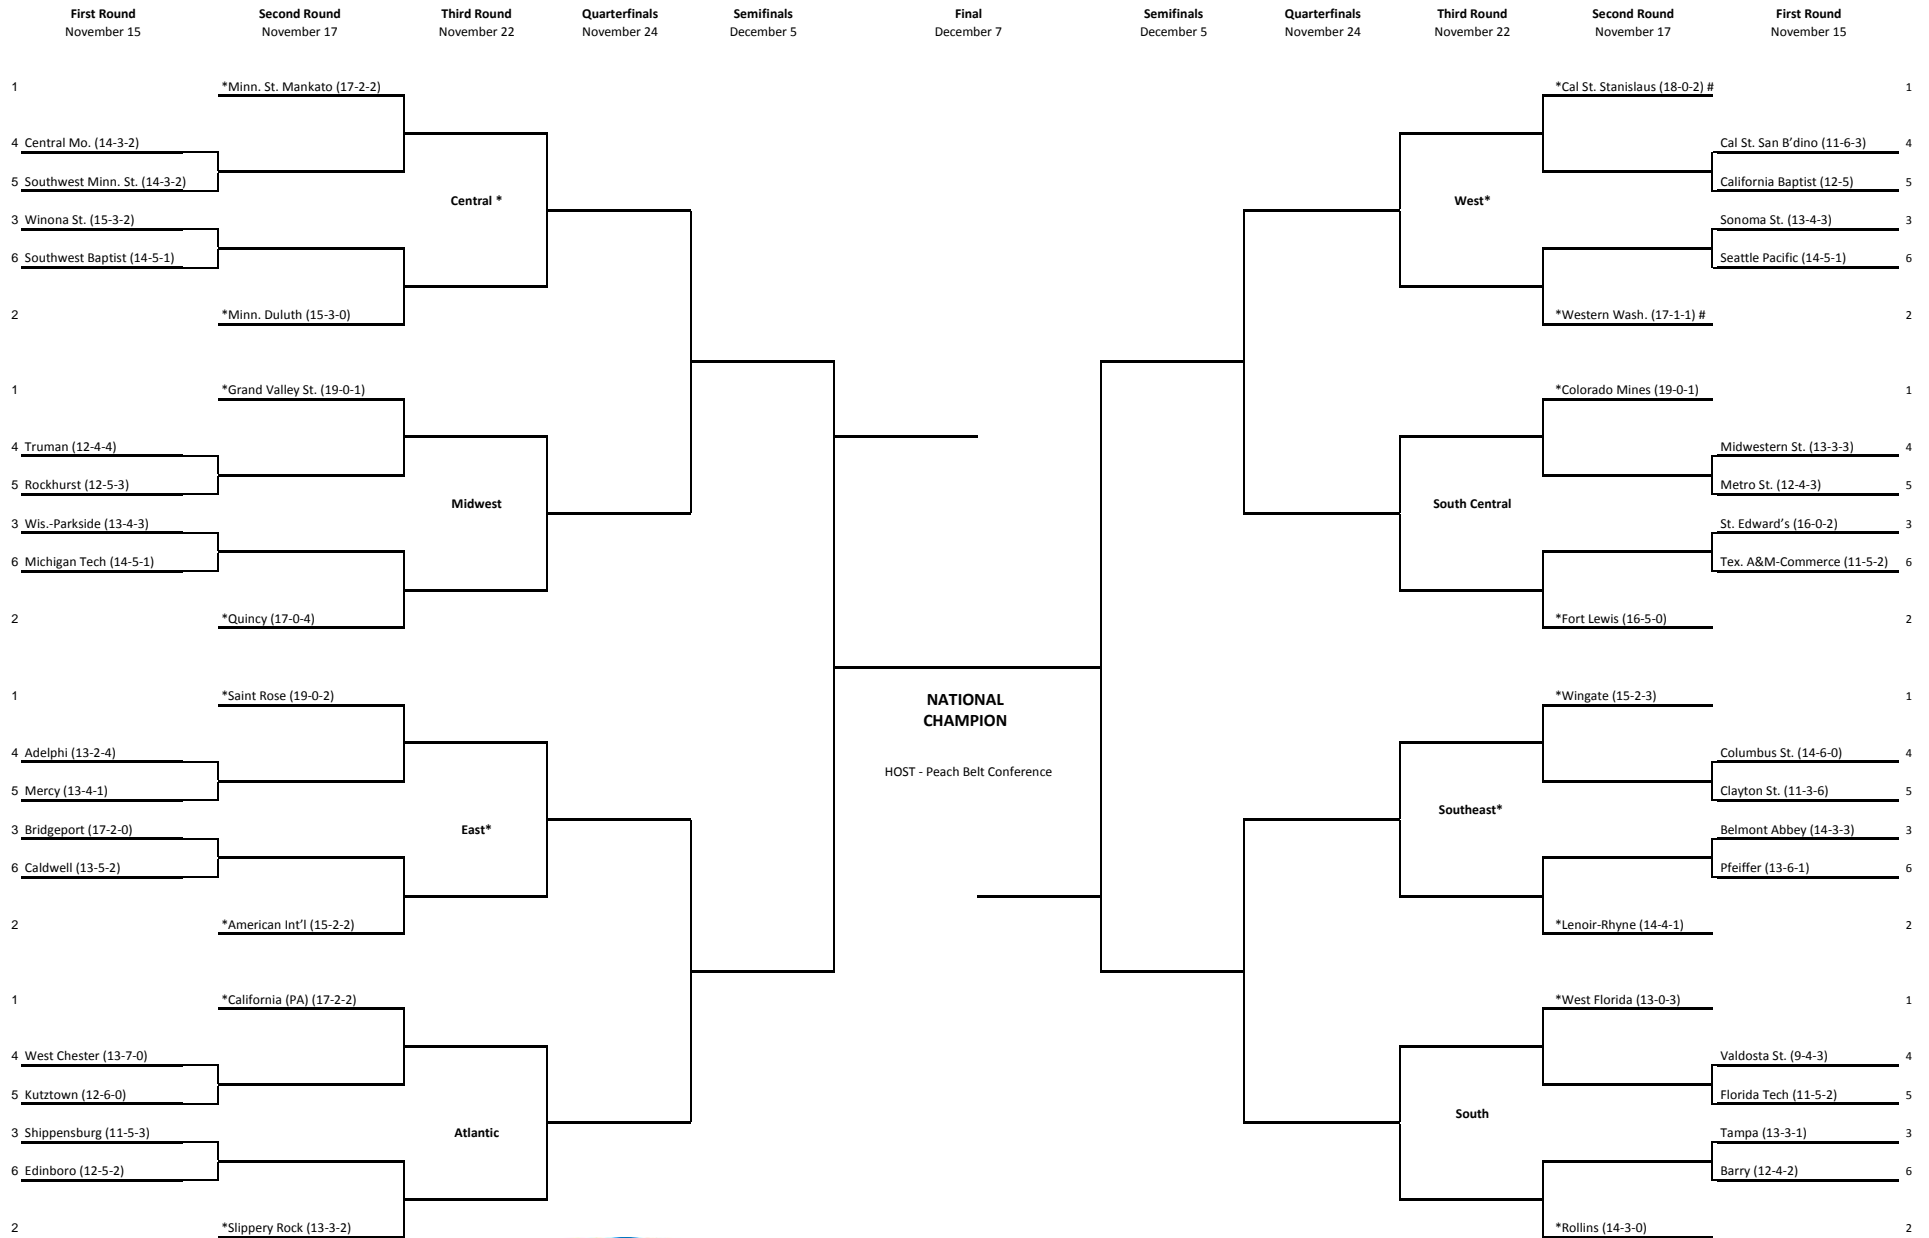 First Round Second Round Third Round Quarterfinals Semifinals Final Semifinals Quarterfinals Third Round Second Round First Round
November 15 November 17 November 22 November 24 December 5 December 7 December 5 November 24 November 22 November 17 November 15
1 *Minn. St. Mankato (17-2-2) *Cal St. Stanislaus (18-0-2) # 1
4 Central Mo. (14-3-2) Cal St. San B’dino (11-6-3) 4
5 Southwest Minn. St. (14-3-2) California Baptist (12-5) 5
Central * West*
3 Winona St. (15-3-2) Sonoma St. (13-4-3) 3
6 Southwest Baptist (14-5-1) Seattle Pacific (14-5-1) 6
2 *Minn. Duluth (15-3-0) *Western Wash. (17-1-1) # 2
1 *Grand Valley St. (19-0-1) *Colorado Mines (19-0-1) 1
4 Truman (12-4-4) Midwestern St. (13-3-3) 4
5 Rockhurst (12-5-3) Metro St. (12-4-3) 5
Midwest South Central
3 Wis.-Parkside (13-4-3) St. Edward’s (16-0-2) 3
6 Michigan Tech (14-5-1) Tex. A&M-Commerce (11-5-2) 6
2 *Quincy (17-0-4) *Fort Lewis (16-5-0) 2
1 *Saint Rose (19-0-2) *Wingate (15-2-3) 1
NATIONAL
CHAMPION
4 Adelphi (13-2-4) Columbus St. (14-6-0) 4
HOST - Peach Belt Conference
5 Mercy (13-4-1) Clayton St. (11-3-6) 5
Southeast*
3 Bridgeport (17-2-0) East* Belmont Abbey (14-3-3) 3
6 Caldwell (13-5-2) Pfeiffer (13-6-1) 6
2 *American Int’l (15-2-2) *Lenoir-Rhyne (14-4-1) 2
1 *California (PA) (17-2-2) *West Florida (13-0-3) 1
4 West Chester (13-7-0) Valdosta St. (9-4-3) 4
5 Kutztown (12-6-0) Florida Tech (11-5-2) 5
South
3 Shippensburg (11-5-3) Atlantic Tampa (13-3-1) 3
6 Edinboro (12-5-2) Barry (12-4-2) 6
2 *Slippery Rock (13-3-2) *Rollins (14-3-0) 2